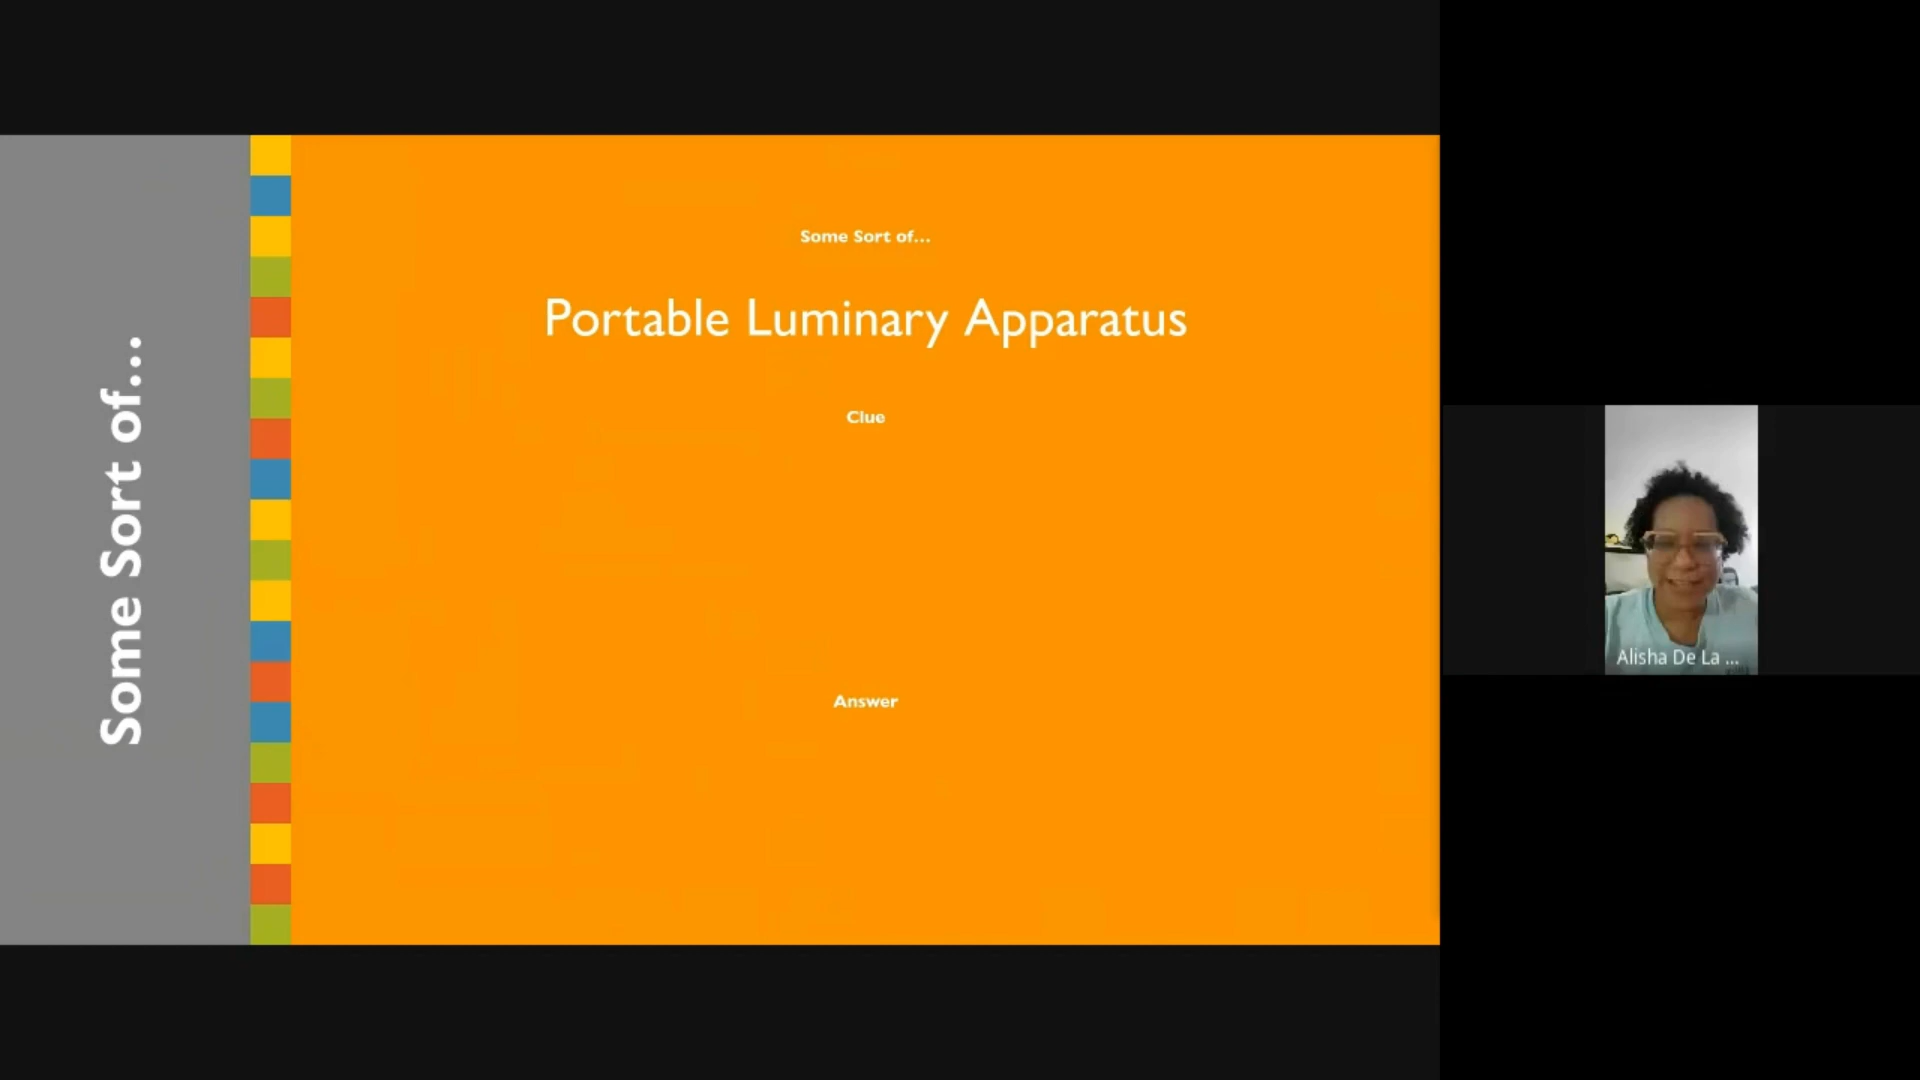 Some Sort of...
Some Sort of...
Portable Luminary Apparatus
Clue
Answer
Alisha De La ...